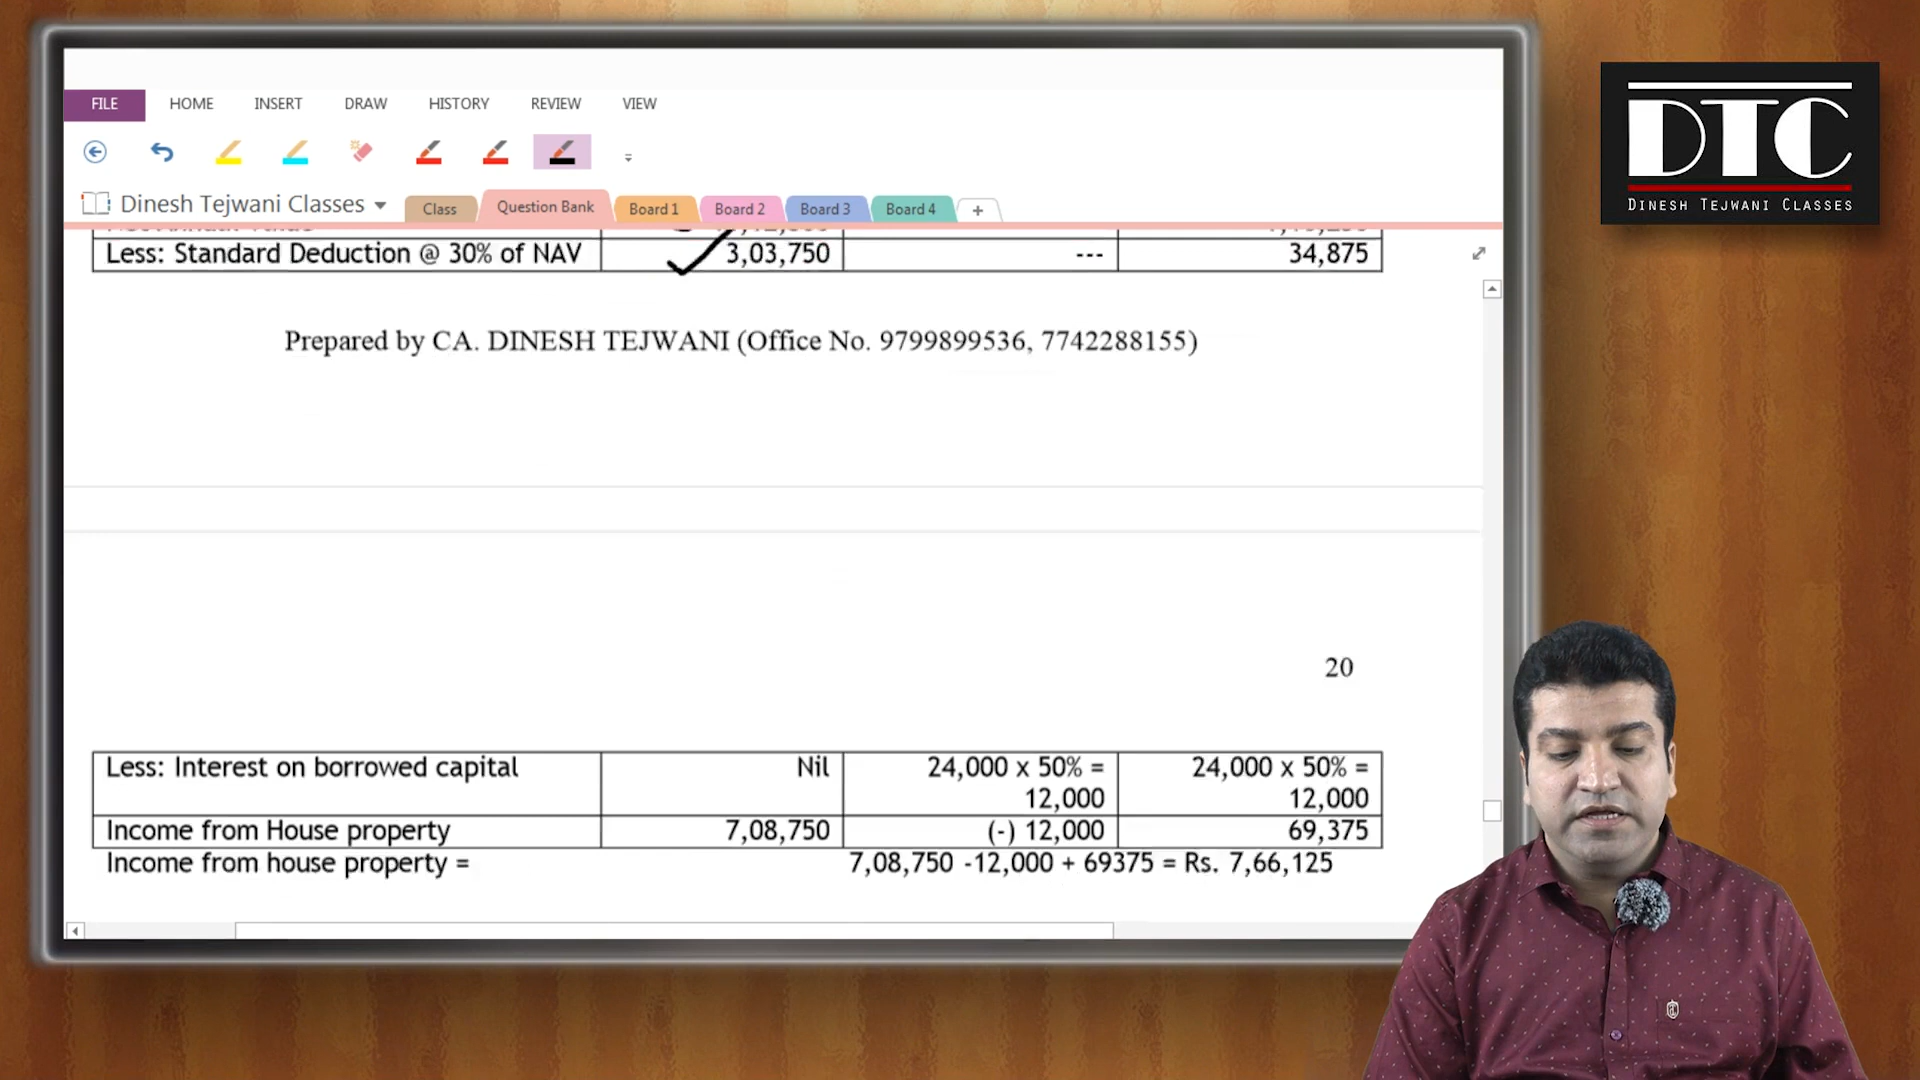 FILE HOME INSERT DRAW HISTORY REVIEW VIEW
DTC
DINESH TEJWANI CLASSES
Dinesh Tejwani Classes Class Question Bank Board 1 Board 2 Board 3 Board 4 +
Less: Standard Deduction @ 30% of NAV 3,03,750 --- 34,875
Prepared by CA. DINESH TEJWANI (Office No. 9799899536, 7742288155)
20
Less: Interest on borrowed capital Nil 24,000 x 50% = 24,000 x 50% =
12,000 12,000
Income from House property 7,08,750 (-) 12,000 69,375
Income from house property = 7,08,750 -12,000 + 69375 = Rs. 7,66,125